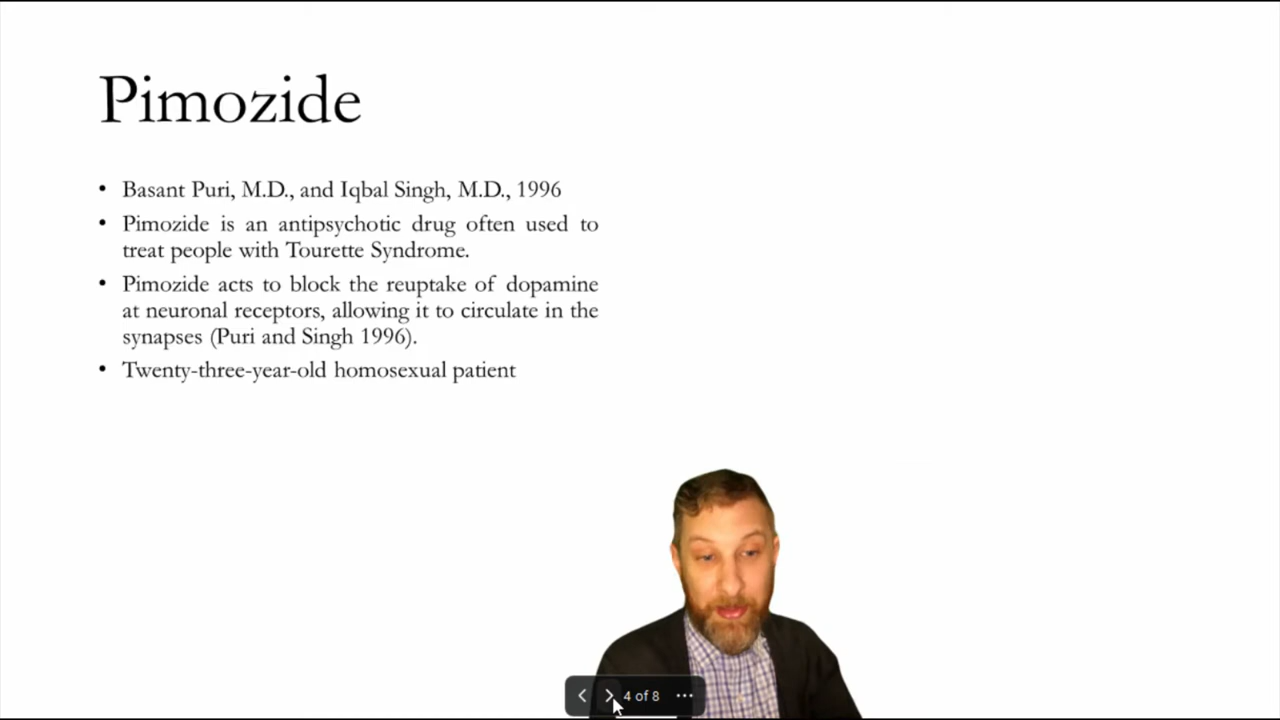 Pimozide
• Basant Puri, M.D., and Iqbal Singh, M.D., 1996
• Pimozide is an antipsychotic drug often used to
treat people with Tourette Syndrome.
• Pimozide acts to block the reuptake of dopamine
at neuronal receptors, allowing it to circulate in the
synapses (Puri and Singh 1996).
• Twenty-three-year-old homosexual patient
4 of 8